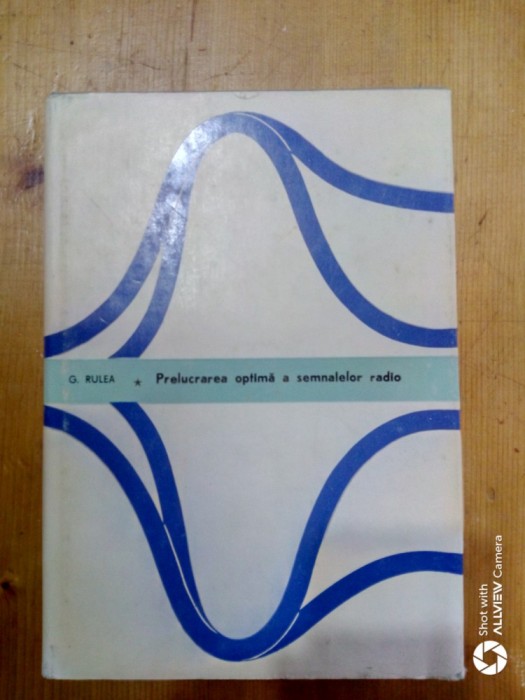 G. RULEA ★ Prelucrarea optimă a semnalelor radio
Shot with
ALLVIEW Camera